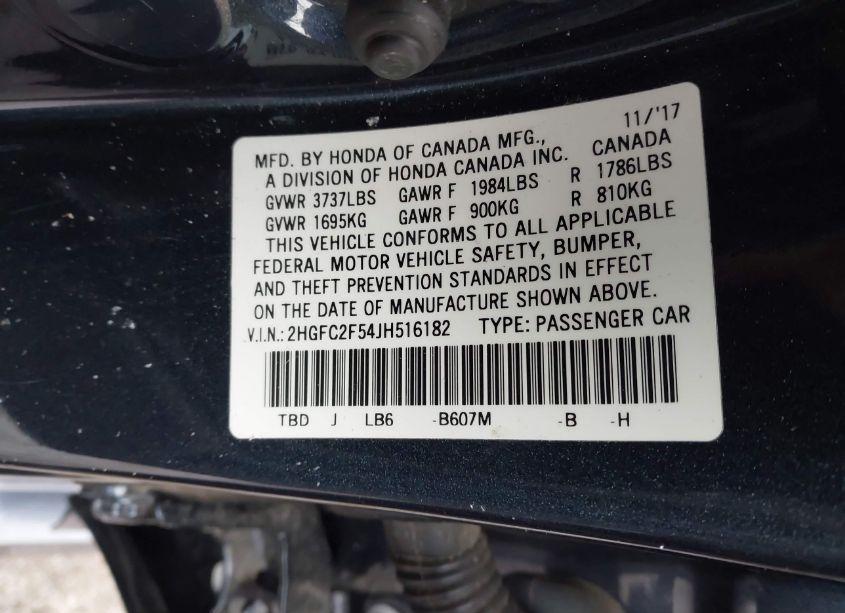 11/'17
MFD. BY HONDA OF CANADA MFG., CANADA
A DIVISION OF HONDA CANADA INC.
GVWR 3737LBS GAWR F 1984LBS R 1786LBS
GVWR 1695KG GAWR F 900KG R 810KG
THIS VEHICLE CONFORMS TO ALL APPLICABLE
FEDERAL MOTOR VEHICLE SAFETY, BUMPER,
AND THEFT PREVENTION STANDARDS IN EFFECT
ON THE DATE OF MANUFACTURE SHOWN ABOVE.
V.I.N.: 2HGFC2F54JH516182 TYPE: PASSENGER CAR
TBD J LB6 -B607M -B -H